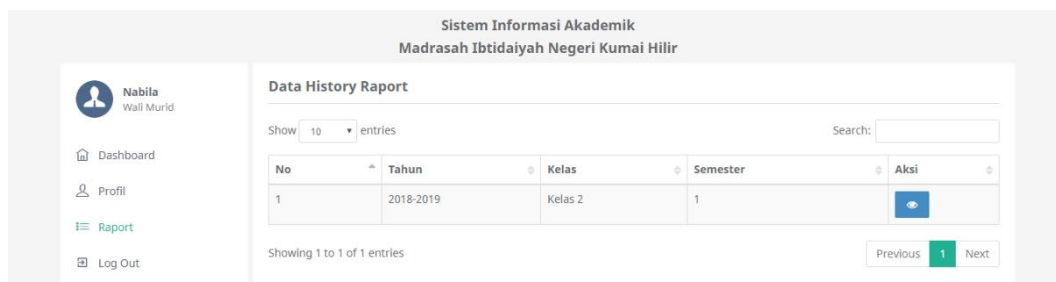 Sistem Informasi Akademik
Madrasah Ibtidaiyah Negeri Kumai Hilir
Nabila
Wali Murid
Dashboard
Profil
Raport
Log Out
Data History Raport
Show 10 entries
Search:
No Tahun Kelas Semester Aksi
1 2018-2019 Kelas 2 1
Showing 1 to 1 of 1 entries
Previous 1 Next